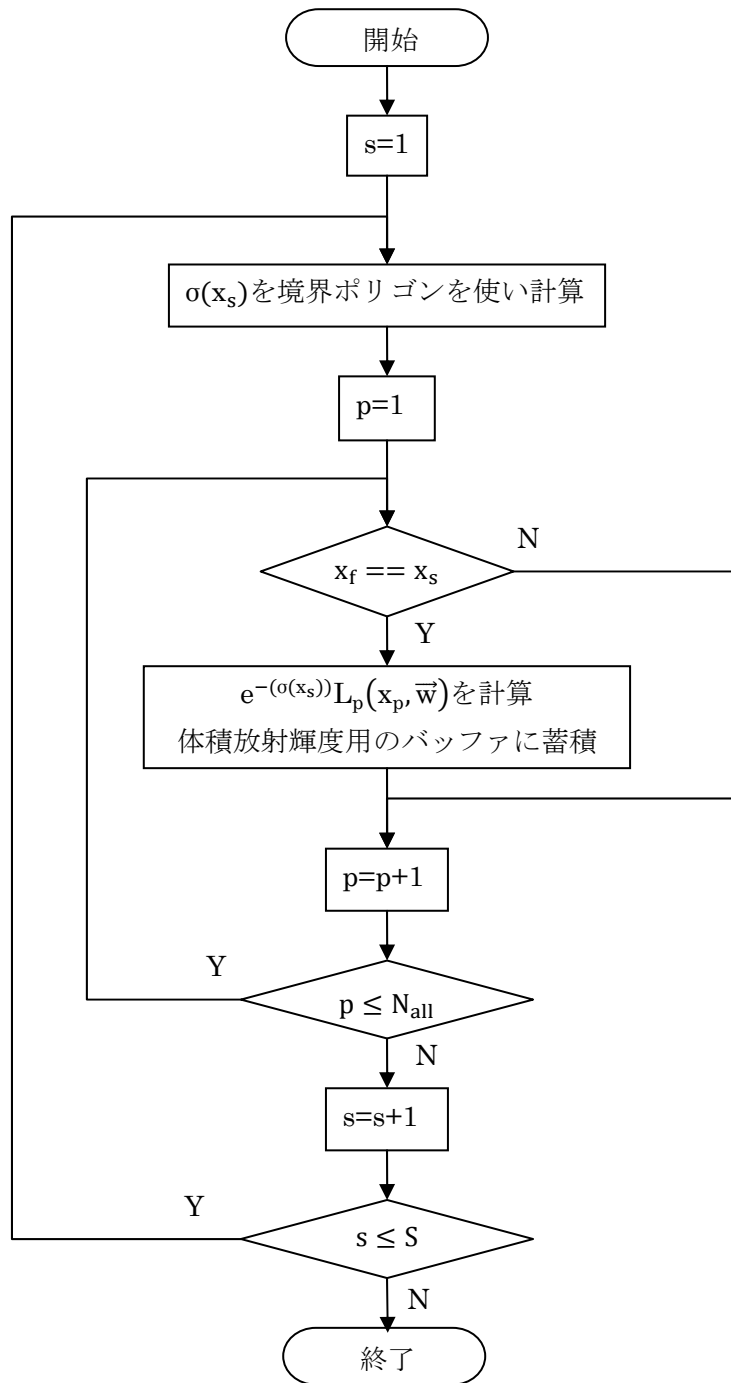 開始
s=1
σ(xₛ)を境界ポリゴンを使い計算
p=1
N
x_f == xₛ
Y
e^{−(σ(xₛ))}Lₚ(xₚ, w⃗)を計算
体積放射輝度用のバッファに蓄積
p=p+1
Y
p ≤ N_all
N
s=s+1
Y
s ≤ S
N
終了